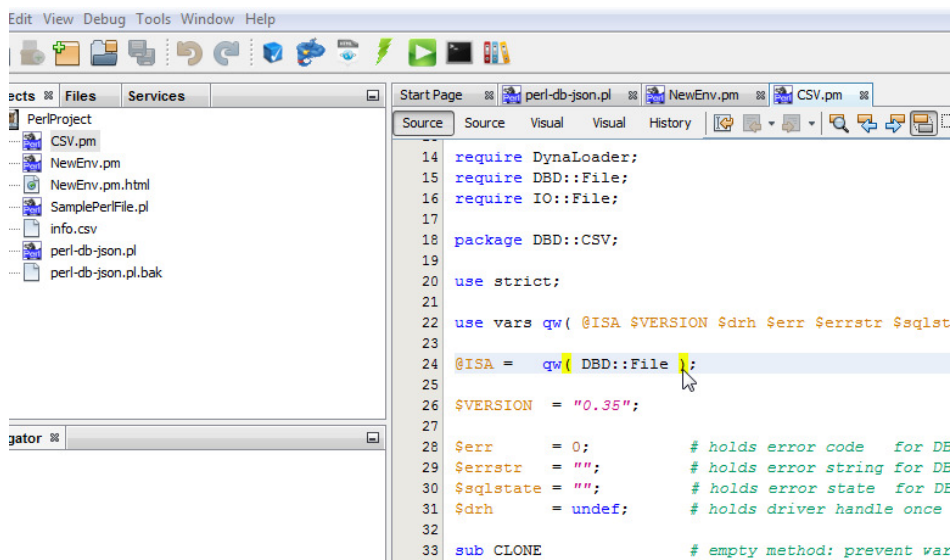 Edit View Debug Tools Window Help
ects Files Services
PerlProject
CSV.pm
NewEnv.pm
NewEnv.pm.html
SamplePerlFile.pl
info.csv
perl-db-json.pl
perl-db-json.pl.bak
gator
Start Page perl-db-json.pl NewEnv.pm CSV.pm
Source Source Visual Visual History
14 require DynaLoader;
15 require DBD::File;
16 require IO::File;
17
18 package DBD::CSV;
19
20 use strict;
21
22 use vars qw( @ISA $VERSION $drh $err $errstr $sqlst
23
24 @ISA =   qw( DBD::File );
25
26 $VERSION  = "0.35";
27
28 $err      = 0;         # holds error code   for DB
29 $errstr   = "";        # holds error string for DB
30 $sqlstate = "";        # holds error state  for DB
31 $drh      = undef;     # holds driver handle once
32
33 sub CLONE              # empty method: prevent war